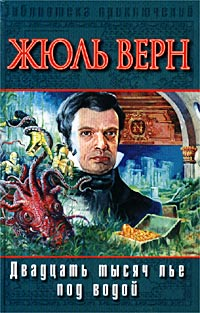 Библиотека приключений
ЖЮЛЬ ВЕРН
N
Двадцать тысяч лье
под водой